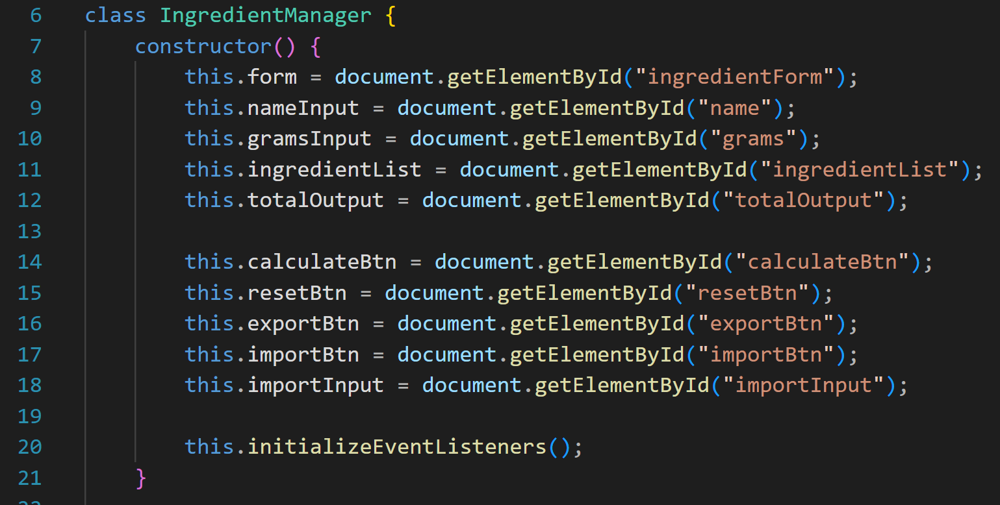 6 class IngredientManager {
7 constructor() {
8 this.form = document.getElementById("ingredientForm");
9 this.nameInput = document.getElementById("name");
10 this.gramsInput = document.getElementById("grams");
11 this.ingredientList = document.getElementById("ingredientList");
12 this.totalOutput = document.getElementById("totalOutput");
13
14 this.calculateBtn = document.getElementById("calculateBtn");
15 this.resetBtn = document.getElementById("resetBtn");
16 this.exportBtn = document.getElementById("exportBtn");
17 this.importBtn = document.getElementById("importBtn");
18 this.importInput = document.getElementById("importInput");
19
20 this.initializeEventListeners();
21 }